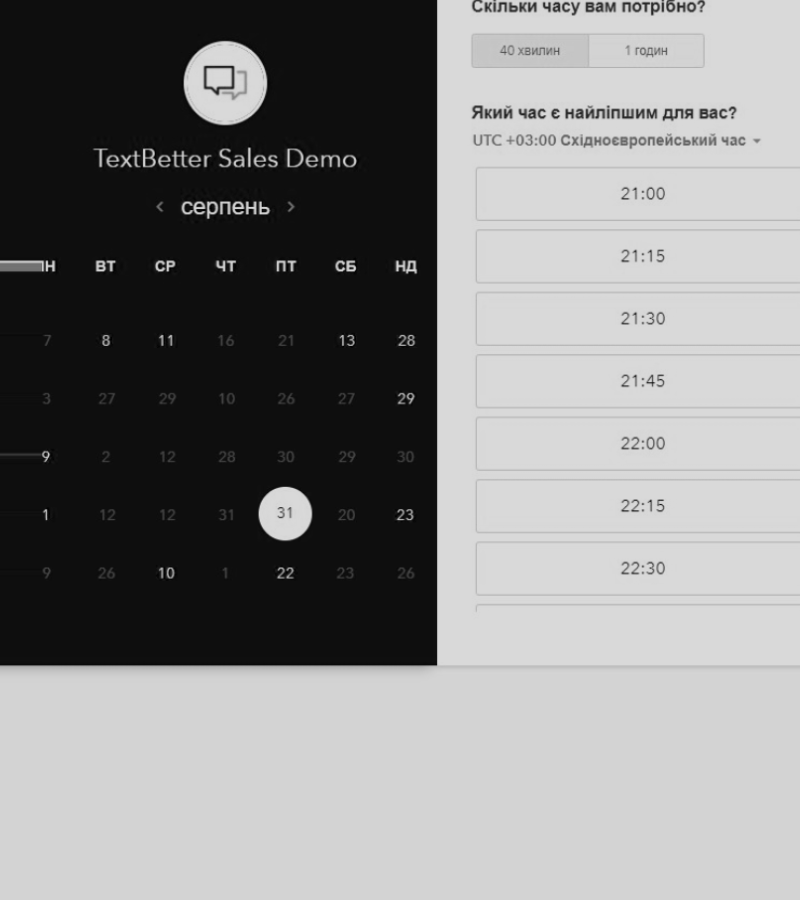 TextBetter Sales Demo
серпень
ВТ СР ЧТ ПТ СБ НД
7 8 11 16 21 13 28
3 27 29 10 26 27 29
9 2 12 28 30 29 30
1 12 12 31 31 20 23
9 26 10 1 22 23 26
Скільки часу вам потрібно?
40 хвилин 1 годин
Який час є найліпшим для вас?
UTC +03:00 Східноєвропейський час
21:00
21:15
21:30
21:45
22:00
22:15
22:30